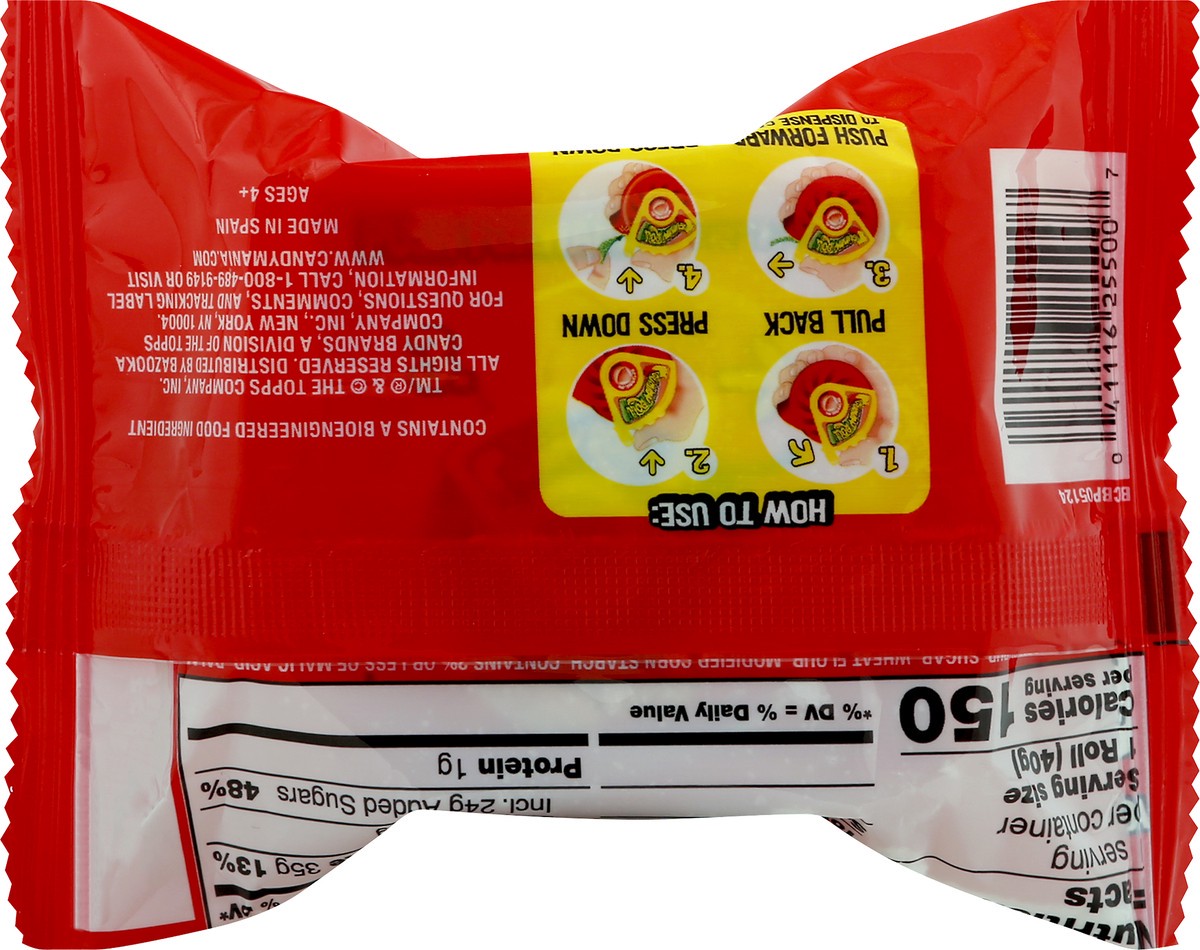 Nutrition
Facts
serving
per container
Serving size
1 Roll (40g)
Calories 150
per serving
% DV*
35g 13%
Incl. 24g Added Sugars 48%
Protein 1g
*% DV = % Daily Value
SUGAR, WHEAT FLOUR, MODIFIED CORN STARCH, CONTAINS 2% OR LESS OF MALIC ACID,
BCBP05124
0 41116 25500 7
HOW TO USE:
1.
2.
PULL BACK
PRESS DOWN
3.
4.
PUSH FORWARD
TO DISPENSE
PRESS DOWN
CONTAINS A BIOENGINEERED FOOD INGREDIENT
TM/® & © THE TOPPS COMPANY, INC.
ALL RIGHTS RESERVED. DISTRIBUTED BY BAZOOKA
CANDY BRANDS, A DIVISION OF THE TOPPS
COMPANY, INC., NEW YORK, NY 10004.
FOR QUESTIONS, COMMENTS, AND TRACKING LABEL
INFORMATION, CALL 1-800-489-9149 OR VISIT
WWW.CANDYMANIA.COM
MADE IN SPAIN
AGES 4+